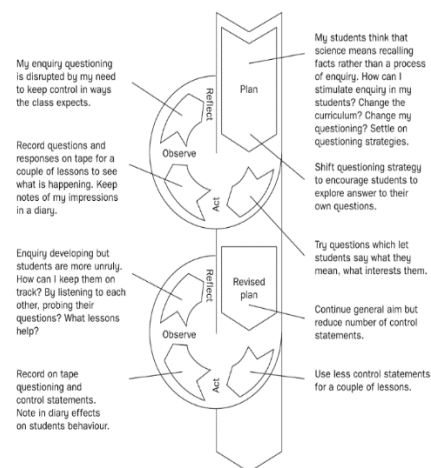 My students think that
science means recalling
facts rather than a process
of enquiry. How can I
stimulate enquiry in my
students? Change the
curriculum? Change my
questioning? Settle on
questioning strategies.
Plan
Shift questioning strategy
to encourage students to
explore answer to their
own questions.
Try questions which let
students say what they
mean, what interests them.
Act
Record questions and
responses on tape for a
couple of lessons to see
what is happening. Keep
notes of my impressions
in a diary.
Observe
My enquiry questioning
is disrupted by my need
to keep control in ways
the class expects.
Reflect
Revised
plan
Continue general aim but
reduce number of control
statements.
Use less control statements
for a couple of lessons.
Act
Record on tape
questioning and
control statements.
Note in diary effects
on students behaviour.
Observe
Enquiry developing but
students are more unruly.
How can I keep them on
track? By listening to each
other, probing their
questions? What lessons
help?
Reflect